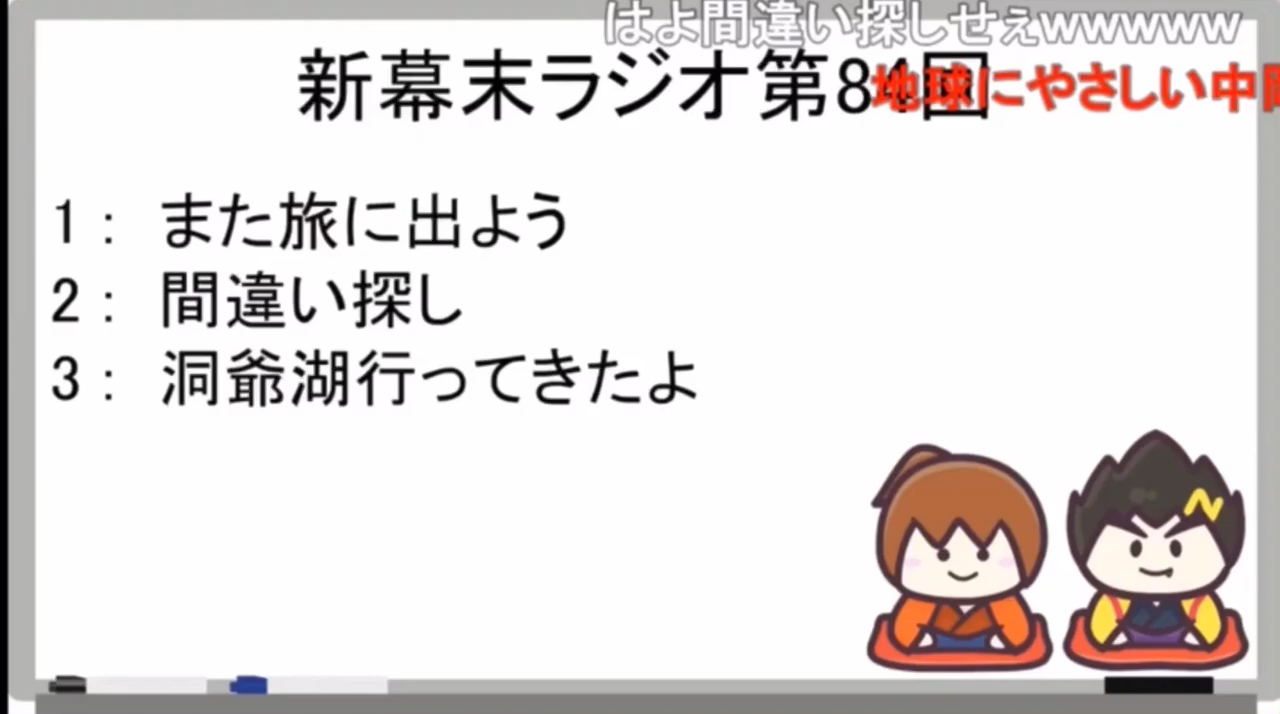 はよ間違い探しせぇwwwww
新幕末ラジオ第84回
地球にやさしい中
1： また旅に出よう
2： 間違い探し
3： 洞爺湖行ってきたよ
N